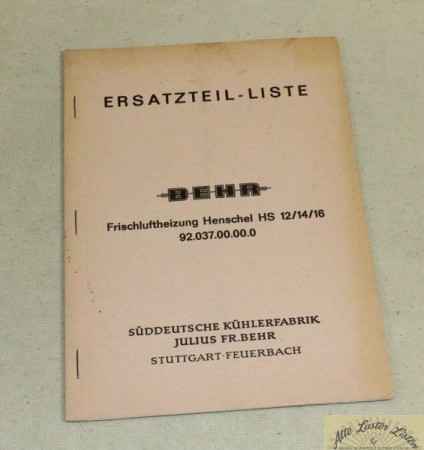 ERSATZTEIL-LISTE
BEHR
Frischluftheizung Henschel HS 12/14/16
92.037.00.00.0
SÜDDEUTSCHE KÜHLERFABRIK
JULIUS FR. BEHR
STUTTGART-FEUERBACH
Alte Laster Listen